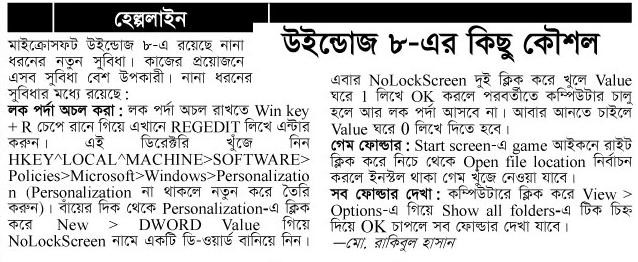 হেল্পলাইন
উইন্ডোজ ৮-এর কিছু কৌশল
মাইক্রোসফট উইন্ডোজ ৮-এ রয়েছে নানা
ধরনের নতুন সুবিধা। কাজের প্রয়োজনে
এসব সুবিধা বেশ উপকারী। নানা ধরনের
সুবিধার মধ্যে রয়েছে :
লক পর্দা অচল করা : লক পর্দা অচল রাখতে Win key
+ R চেপে রানে গিয়ে এখানে REGEDIT লিখে এন্টার
করুন। এই ডিরেক্টরি খুঁজে নিন
HKEY^LOCAL^MACHINE>SOFTWARE>
Policies>Microsoft>Windows>Personalizatio
n (Personalization না থাকলে নতুন করে তৈরি
করুন)। বাঁয়ের দিক থেকে Personalization-এ ক্লিক
করে New > DWORD Value গিয়ে
NoLockScreen নামে একটি ডি-ওয়ার্ড বানিয়ে নিন।
এবার NoLockScreen দুই ক্লিক করে খুলে Value
ঘরে 1 লিখে OK করলে পরবর্তীতে কম্পিউটার চালু
হলে আর লক পর্দা আসবে না। আবার আনতে চাইলে
Value ঘরে 0 লিখে দিতে হবে।
গেম ফোল্ডার : Start screen-এ game আইকনে রাইট
ক্লিক করে নিচে থেকে Open file location নির্বাচন
করলে ইনস্টল থাকা গেম খুঁজে নেওয়া যাবে।
সব ফোল্ডার দেখা : কম্পিউটারে ক্লিক করে View >
Options-এ গিয়ে Show all folders-এ টিক চিহ্ন
দিয়ে OK চাপলে সব ফোল্ডার দেখা যাবে।
—মো. রাকিবুল হাসান